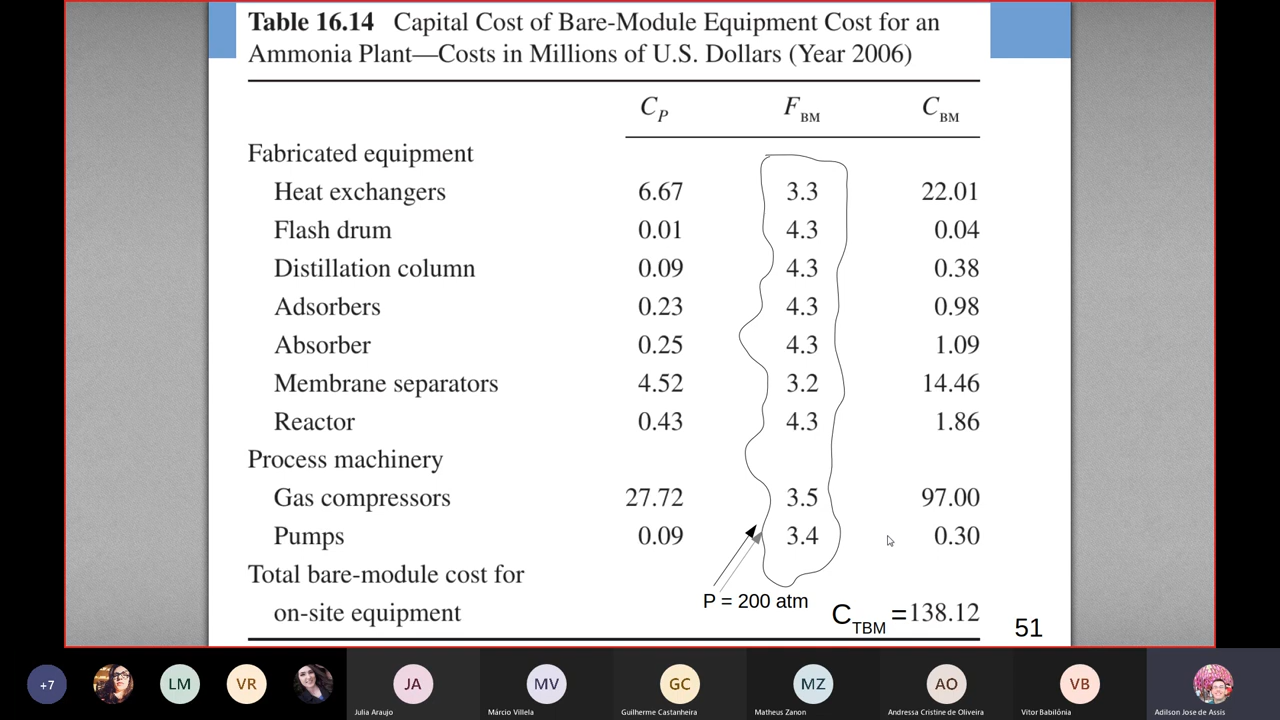 Table 16.14 Capital Cost of Bare-Module Equipment Cost for an
Ammonia Plant—Costs in Millions of U.S. Dollars (Year 2006)
C_P F_BM C_BM
Fabricated equipment
Heat exchangers 6.67 3.3 22.01
Flash drum 0.01 4.3 0.04
Distillation column 0.09 4.3 0.38
Adsorbers 0.23 4.3 0.98
Absorber 0.25 4.3 1.09
Membrane separators 4.52 3.2 14.46
Reactor 0.43 4.3 1.86
Process machinery
Gas compressors 27.72 3.5 97.00
Pumps 0.09 3.4 0.30
Total bare-module cost for
on-site equipment C_TBM = 138.12
P = 200 atm
51
+7 LM VR JA MV GC MZ AO VB
Julia Araujo Márcio Villela Guilherme Castanheira Matheus Zanon Andressa Cristine de Oliveira Vitor Babilônia Adilson Jose de Assis